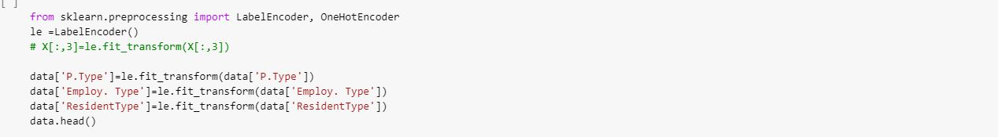 [ ]
from sklearn.preprocessing import LabelEncoder, OneHotEncoder
le =LabelEncoder()
# X[:,3]=le.fit_transform(X[:,3])
data['P.Type']=le.fit_transform(data['P.Type'])
data['Employ. Type']=le.fit_transform(data['Employ. Type'])
data['ResidentType']=le.fit_transform(data['ResidentType'])
data.head()